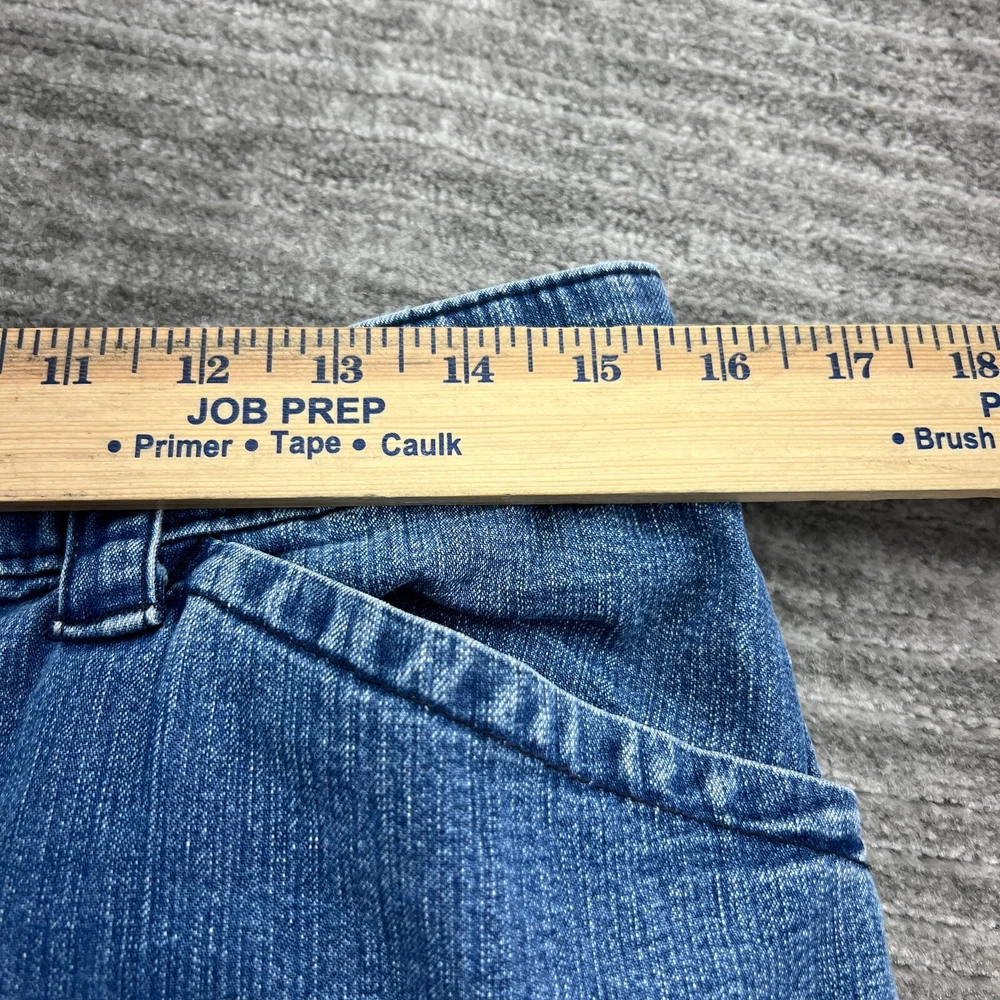 11 12 13 14 15 16 17 18
JOB PREP P
• Primer • Tape • Caulk • Brush